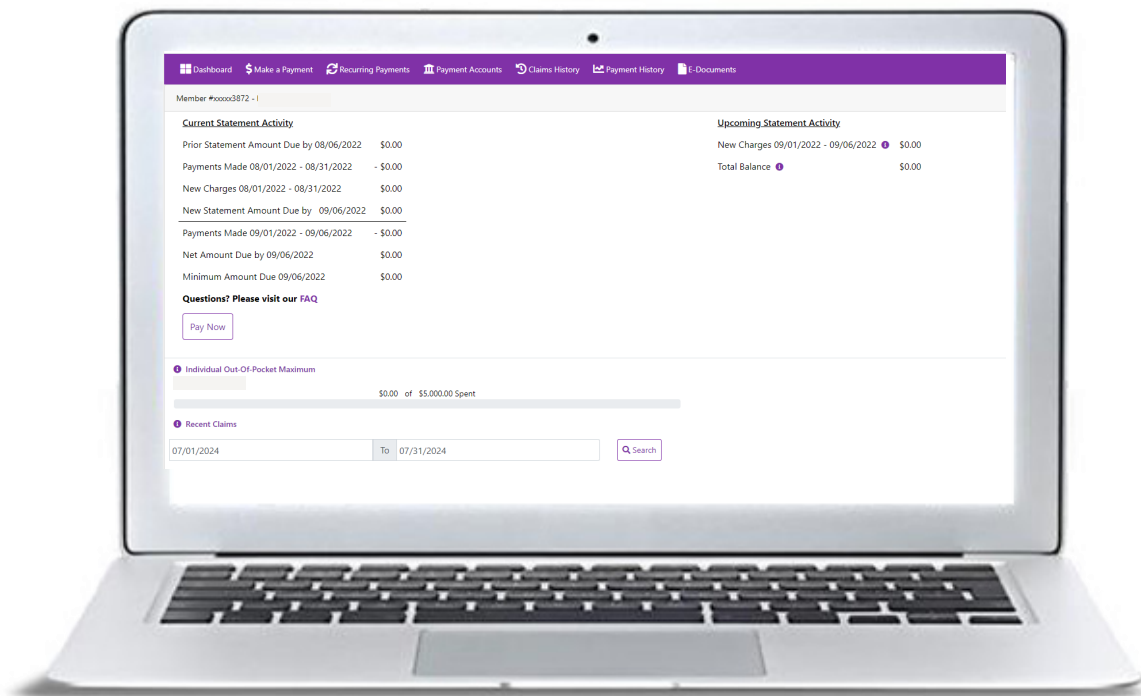 Dashboard $ Make a Payment Recurring Payments Payment Accounts Claims History Payment History E-Documents
Member #xxxxx3872 -
Current Statement Activity
Prior Statement Amount Due by 08/06/2022 $0.00
Payments Made 08/01/2022 - 08/31/2022 - $0.00
New Charges 08/01/2022 - 08/31/2022 $0.00
New Statement Amount Due by 09/06/2022 $0.00
Payments Made 09/01/2022 - 09/06/2022 - $0.00
Net Amount Due by 09/06/2022 $0.00
Minimum Amount Due 09/06/2022 $0.00
Questions? Please visit our FAQ
Pay Now
Upcoming Statement Activity
New Charges 09/01/2022 - 09/06/2022 $0.00
Total Balance $0.00
Individual Out-Of-Pocket Maximum
$0.00 of $5,000.00 Spent
Recent Claims
07/01/2024 To 07/31/2024 Search